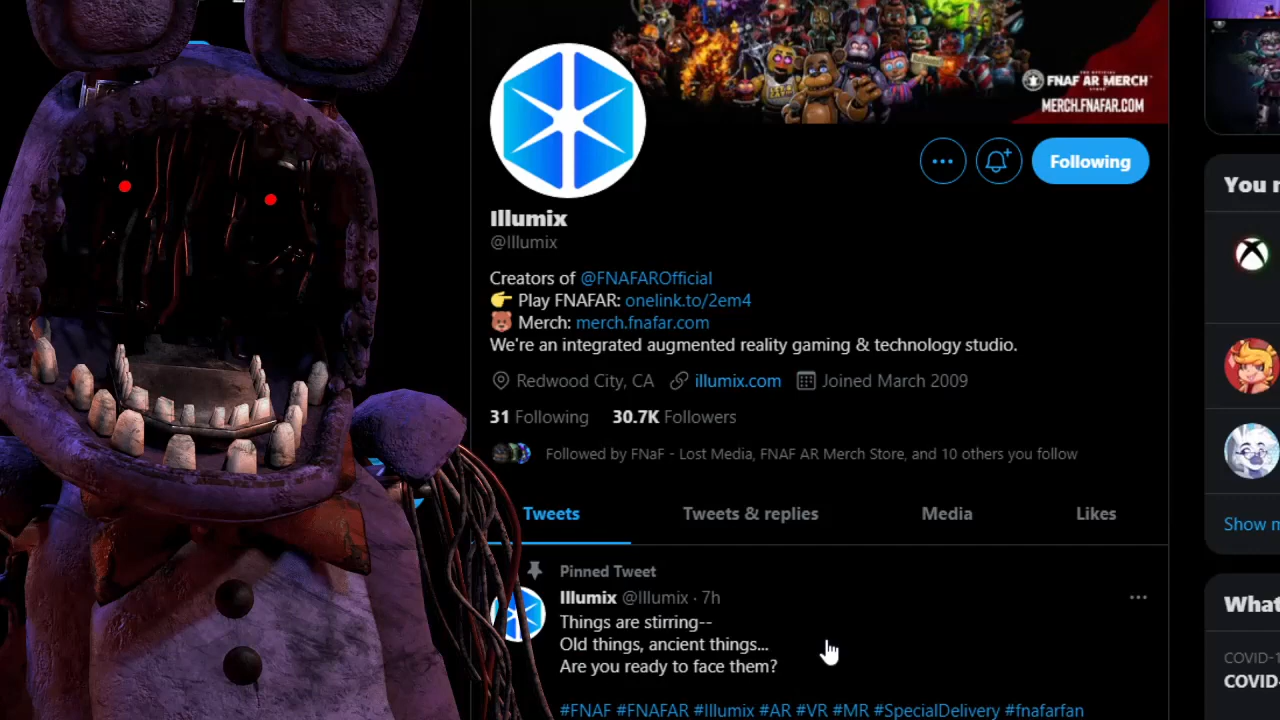 THE OFFICIAL
FNAF AR MERCH
STORE
MERCH.FNAFAR.COM
Following
Illumix
@Illumix
Creators of @FNAFAROfficial
👉 Play FNAFAR: onelink.to/2em4
🐻 Merch: merch.fnafar.com
We're an integrated augmented reality gaming & technology studio.
Redwood City, CA illumix.com Joined March 2009
31 Following 30.7K Followers
Followed by FNaF - Lost Media, FNAF AR Merch Store, and 10 others you follow
Tweets Tweets & replies Media Likes
Pinned Tweet
Illumix @Illumix · 7h
Things are stirring--
Old things, ancient things...
Are you ready to face them?
#FNAF #FNAFAR #Illumix #AR #VR #MR #SpecialDelivery #fnafarfan
You m
Show m
What
COVID-1
COVID-